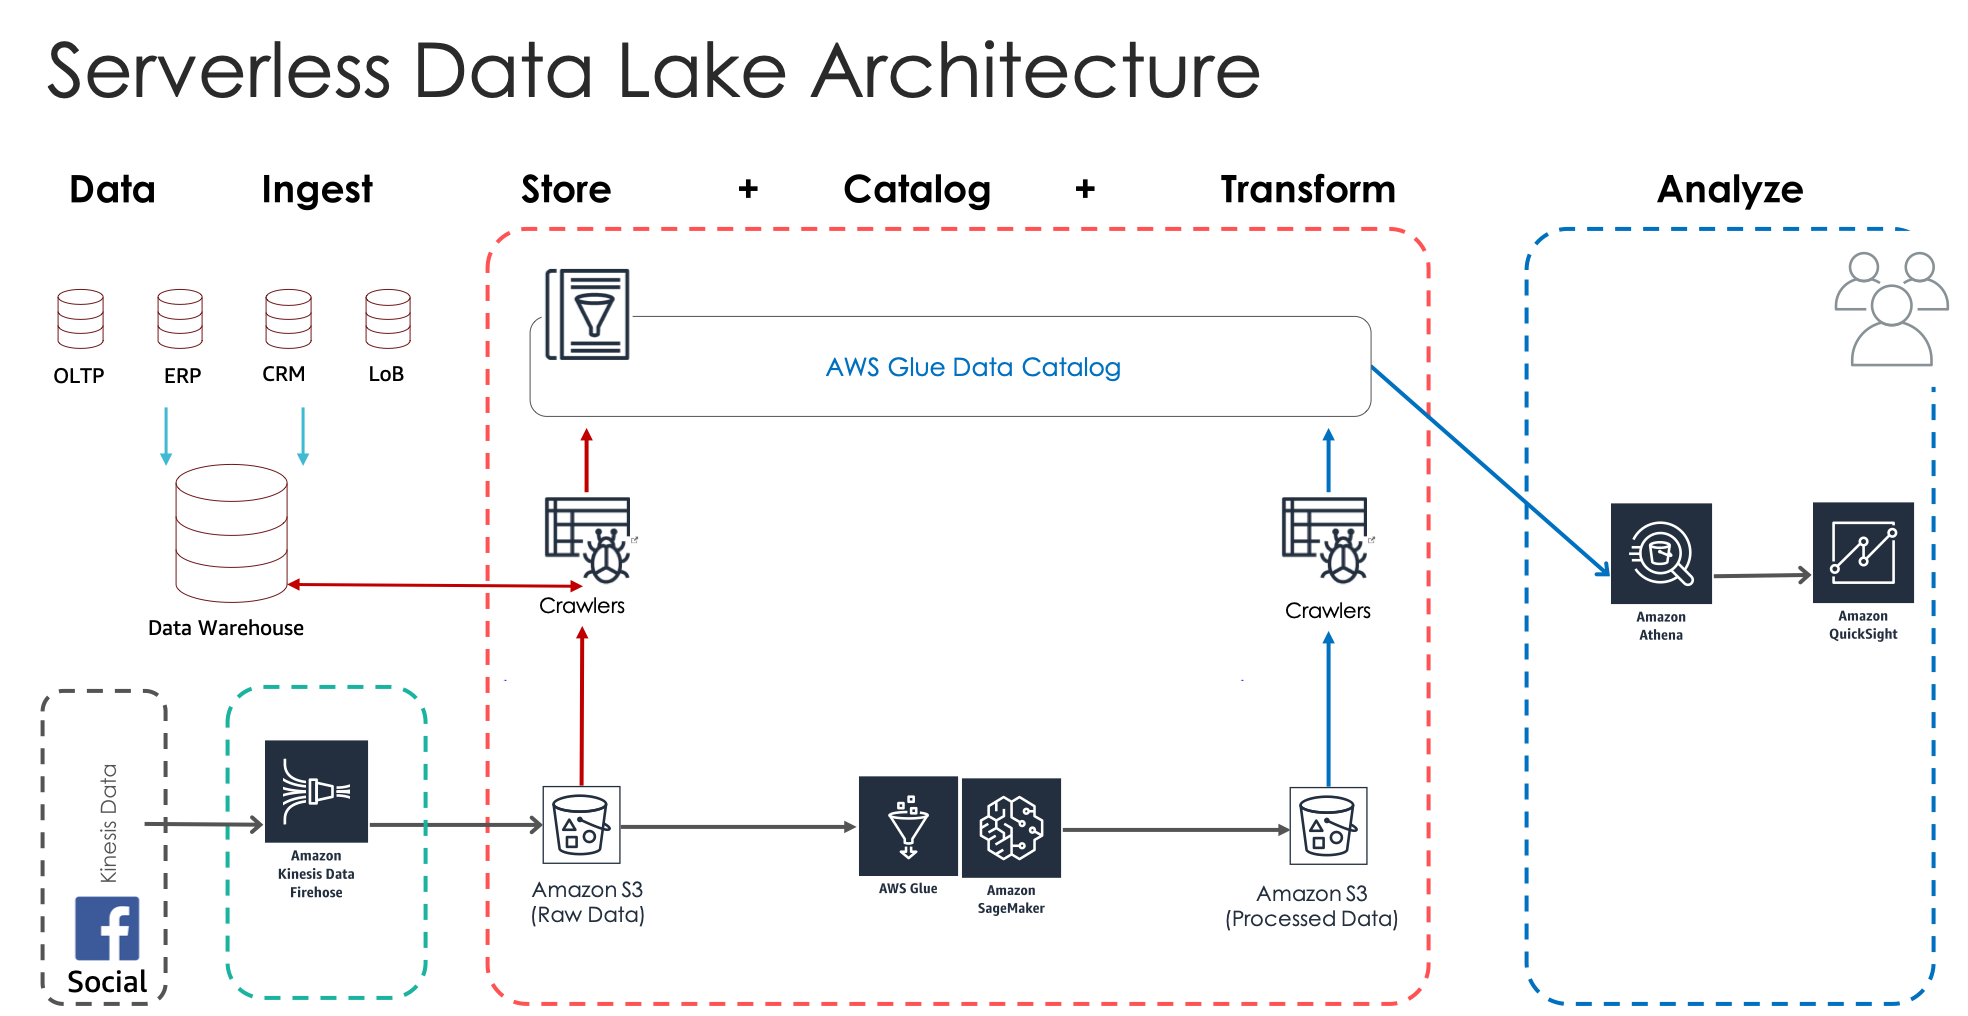 Serverless Data Lake Architecture
Data
Ingest
Store
+
Catalog
+
Transform
Analyze
OLTP
ERP
CRM
LoB
AWS Glue Data Catalog
Data Warehouse
Crawlers
Crawlers
Amazon
Athena
Amazon
QuickSight
Kinesis Data
Social
Amazon
Kinesis Data
Firehose
Amazon S3
(Raw Data)
AWS Glue
Amazon
SageMaker
Amazon S3
(Processed Data)